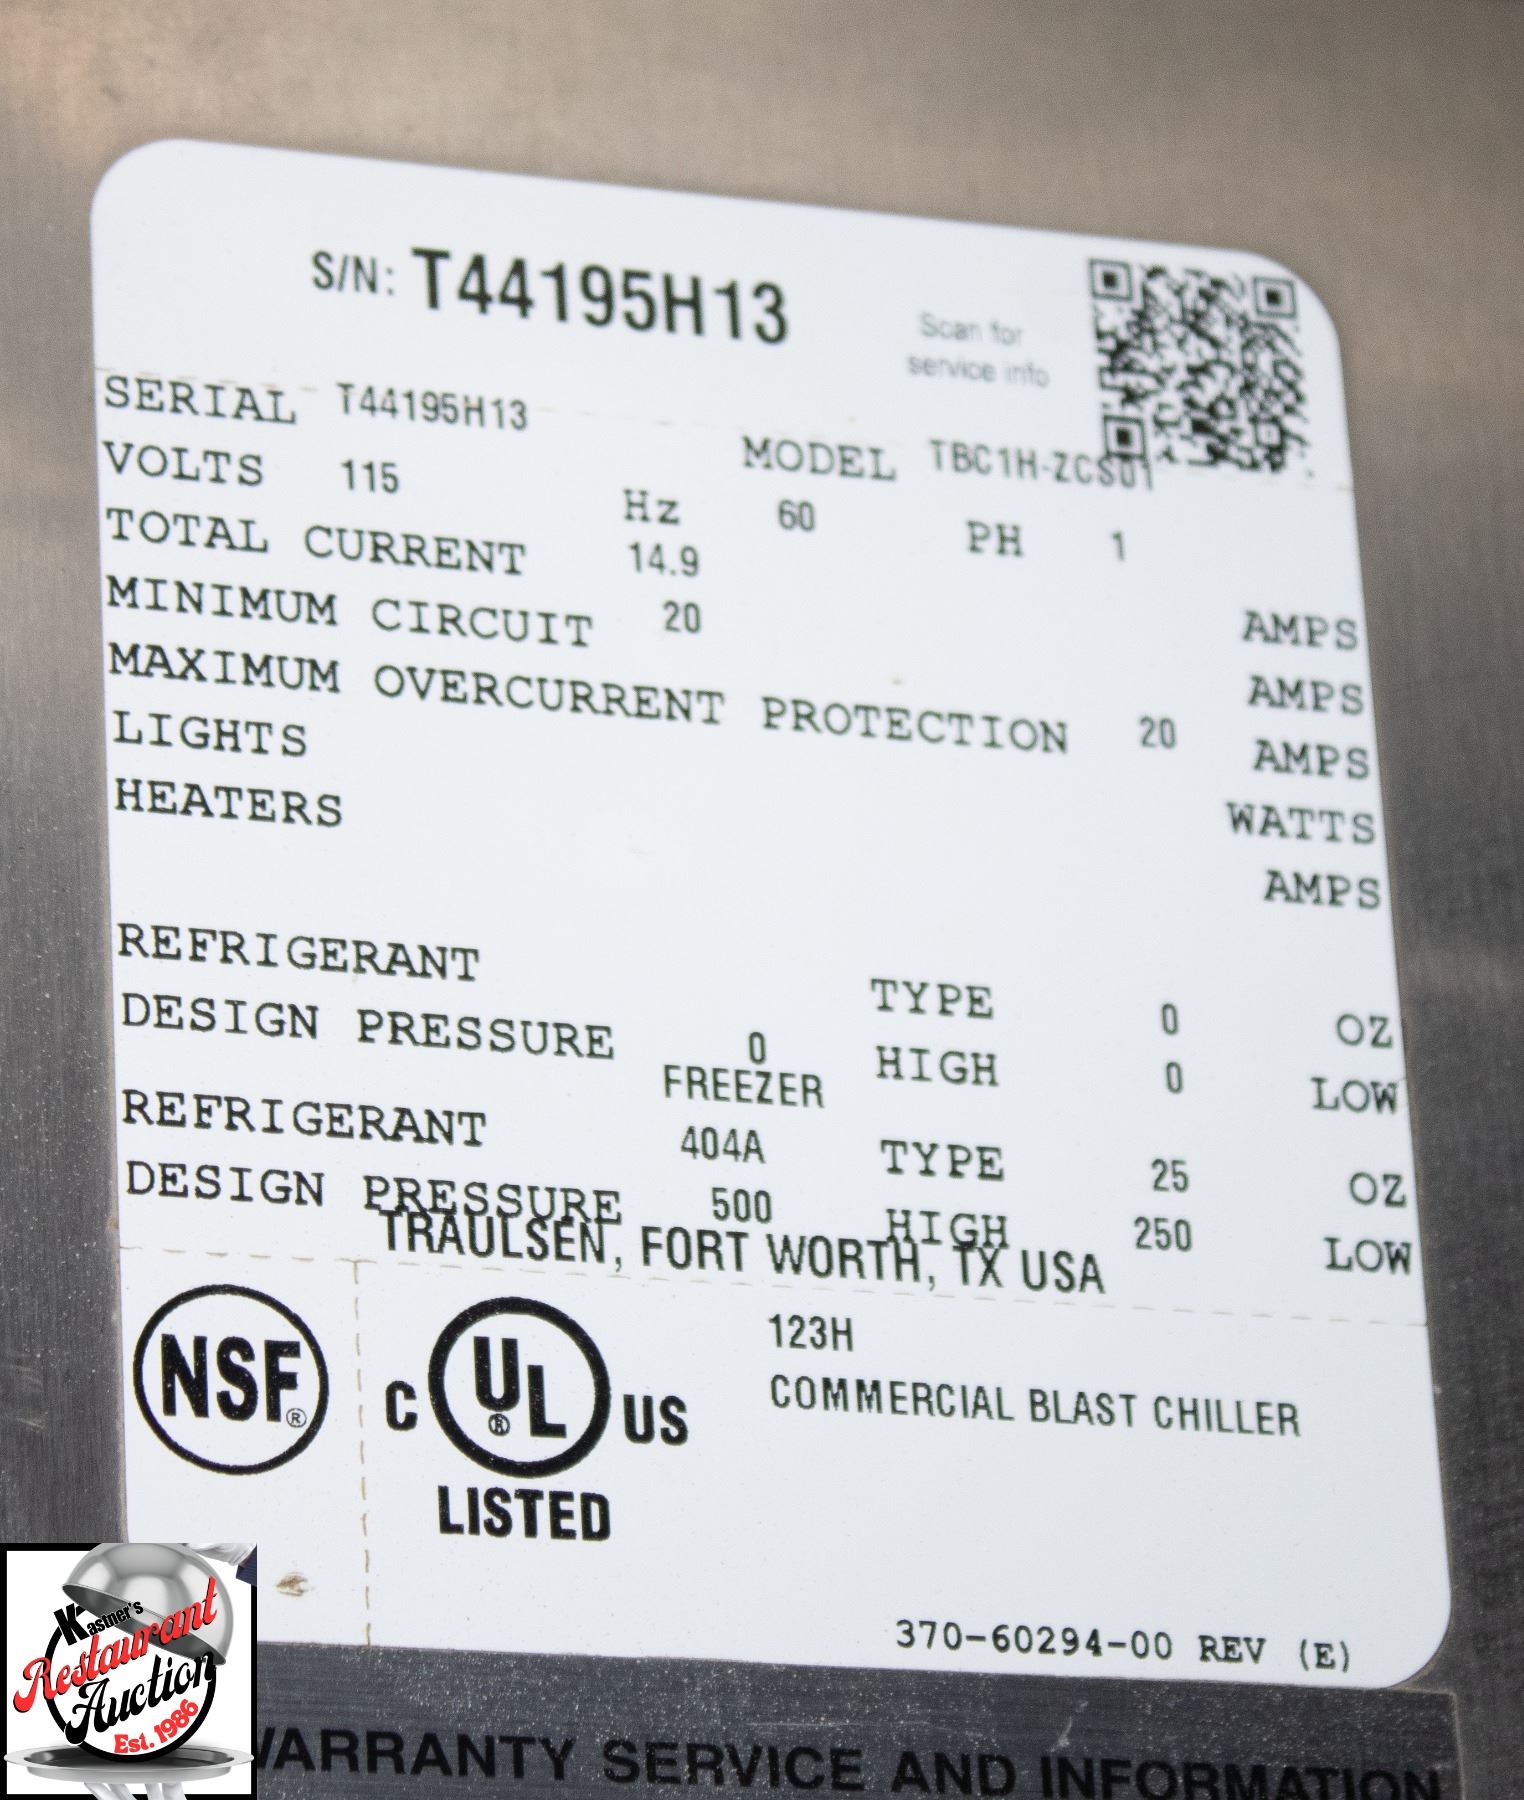 S/N: T44195H13
Scan for
service info
SERIAL T44195H13 MODEL TBC1H-ZCS01
VOLTS 115 Hz 60 PH 1
TOTAL CURRENT 14.9 AMPS
MINIMUM CIRCUIT 20 AMPS
MAXIMUM OVERCURRENT PROTECTION 20 AMPS
LIGHTS WATTS
HEATERS AMPS
REFRIGERANT TYPE 0 OZ
DESIGN PRESSURE 0 HIGH 0 LOW
FREEZER
REFRIGERANT 404A TYPE 25 OZ
DESIGN PRESSURE 500 HIGH 250 LOW
TRAULSEN, FORT WORTH, TX USA
NSF®
C UL® US
LISTED
123H
COMMERCIAL BLAST CHILLER
370-60294-00 REV (E)
WARRANTY SERVICE AND INFORMATION
Kastner's
Restaurant
Auction
Est. 1986